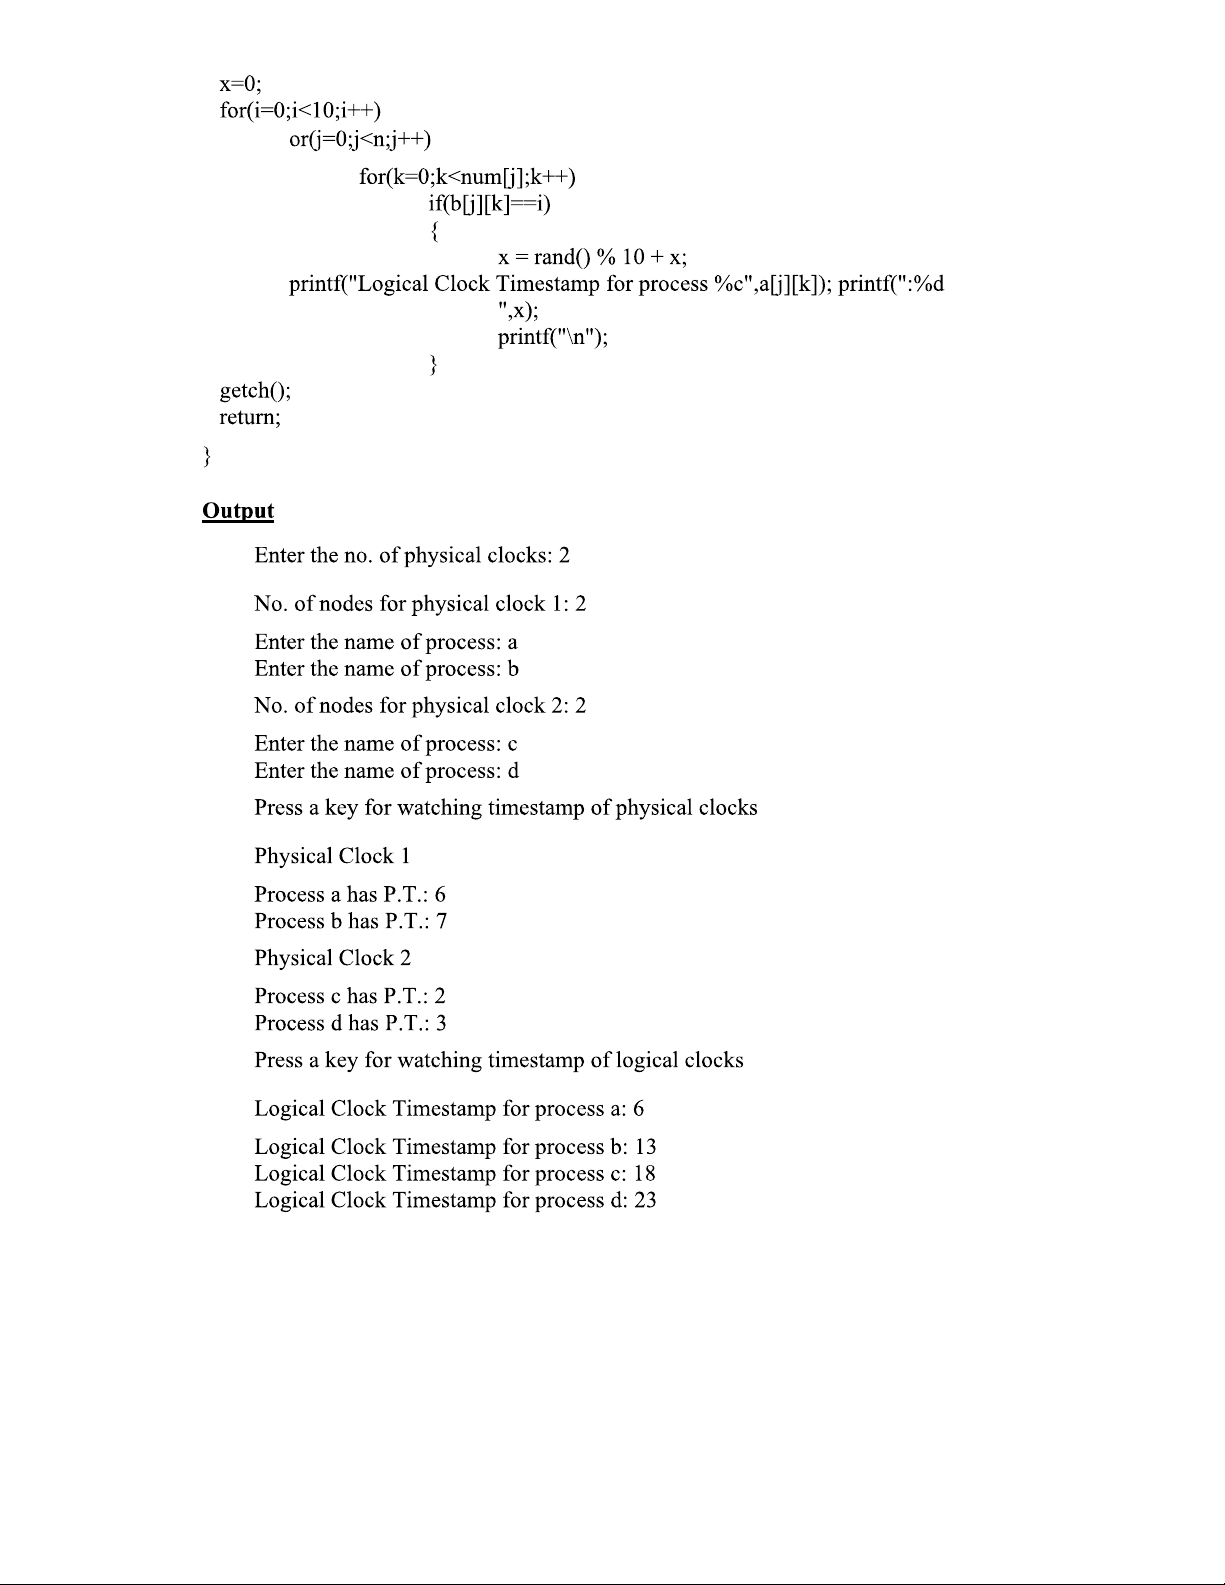 x=0;
for(i=0;i<10;i++)
or(j=0;j<n;j++)
for(k=0;k<num[j];k++)
if(b[j][k]==i)
{
x = rand() % 10 + x;
printf("Logical Clock Timestamp for process %c",a[j][k]); printf(":%d
",x);
printf("\n");
}
getch();
return;
}
Output
Enter the no. of physical clocks: 2
No. of nodes for physical clock 1: 2
Enter the name of process: a
Enter the name of process: b
No. of nodes for physical clock 2: 2
Enter the name of process: c
Enter the name of process: d
Press a key for watching timestamp of physical clocks
Physical Clock 1
Process a has P.T.: 6
Process b has P.T.: 7
Physical Clock 2
Process c has P.T.: 2
Process d has P.T.: 3
Press a key for watching timestamp of logical clocks
Logical Clock Timestamp for process a: 6
Logical Clock Timestamp for process b: 13
Logical Clock Timestamp for process c: 18
Logical Clock Timestamp for process d: 23